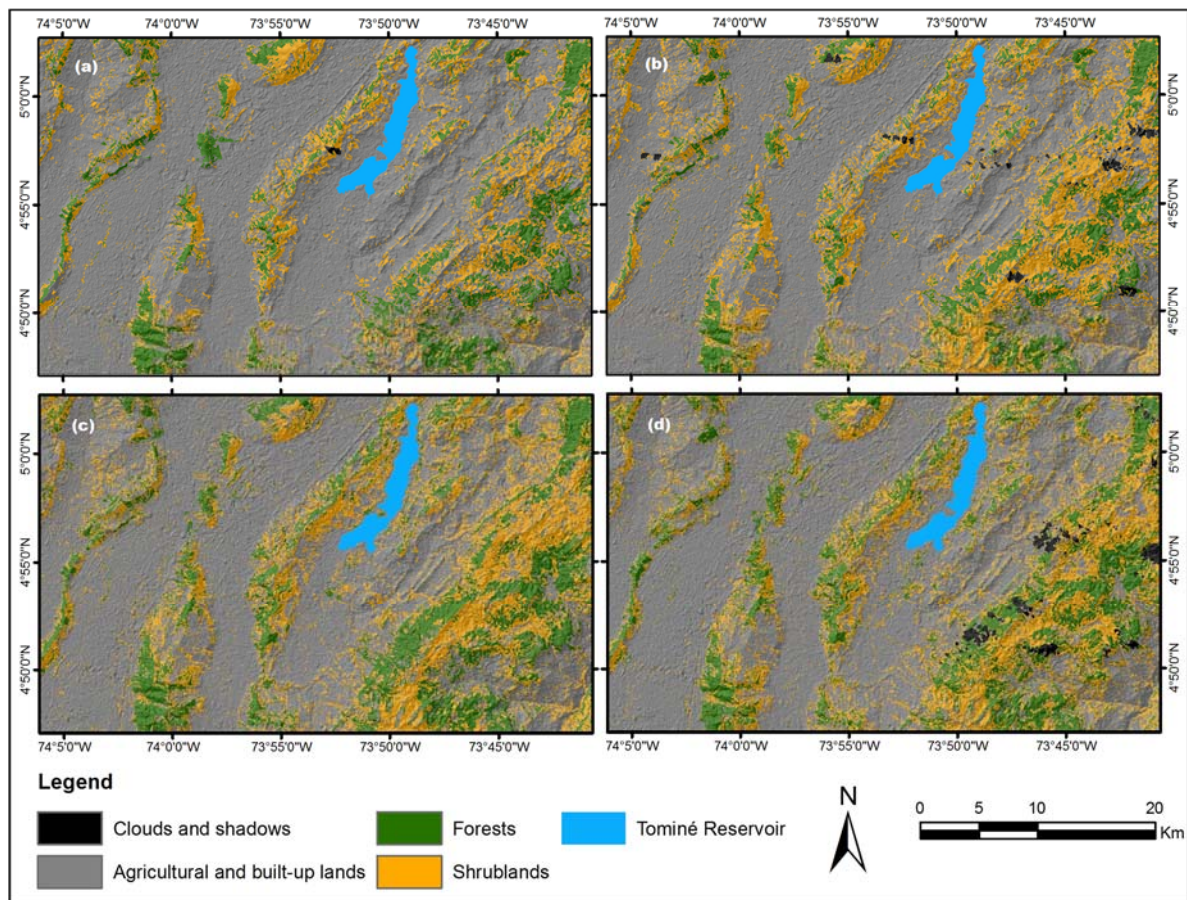 74°5'0"W 74°0'0"W 73°55'0"W 73°50'0"W 73°45'0"W 74°5'0"W 74°0'0"W 73°55'0"W 73°50'0"W 73°45'0"W
(a)
5°0'0"N
4°55'0"N
4°50'0"N
(b)
5°0'0"N
4°55'0"N
4°50'0"N
(c)
5°0'0"N
4°55'0"N
4°50'0"N
(d)
5°0'0"N
4°55'0"N
4°50'0"N
74°5'0"W 74°0'0"W 73°55'0"W 73°50'0"W 73°45'0"W 74°5'0"W 74°0'0"W 73°55'0"W 73°50'0"W 73°45'0"W
Legend
Clouds and shadows
Agricultural and built-up lands
Forests
Shrublands
Tominé Reservoir
N
0 5 10 20
Km